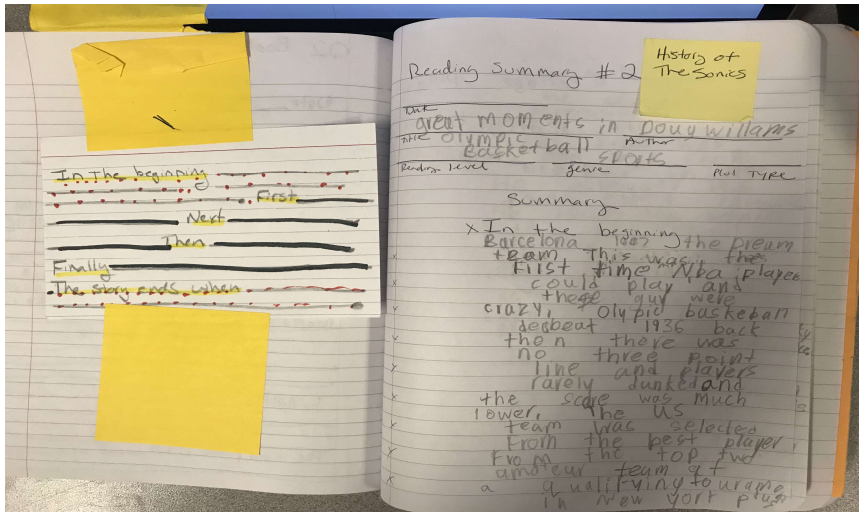 In the beginning
First
Next
Then
Finally
The story ends when
Reading Summary #2
History of
The Sonics
Date
great moments in Doug willams
Title olympic Author
Basketball sports
Reading level genre Plot Type
Summary
x In the beginning
Barcelona the Dream
team This was the
First time Nba player
could play and
these guy were
crazy, olypic basketball
debeat 1936 back
then there was
no three point
line and players
rarely dunked and
the score was much
lower, The US
team was selected
From the best player
From the top two
amateur team at
a qualifying tourame
in New York